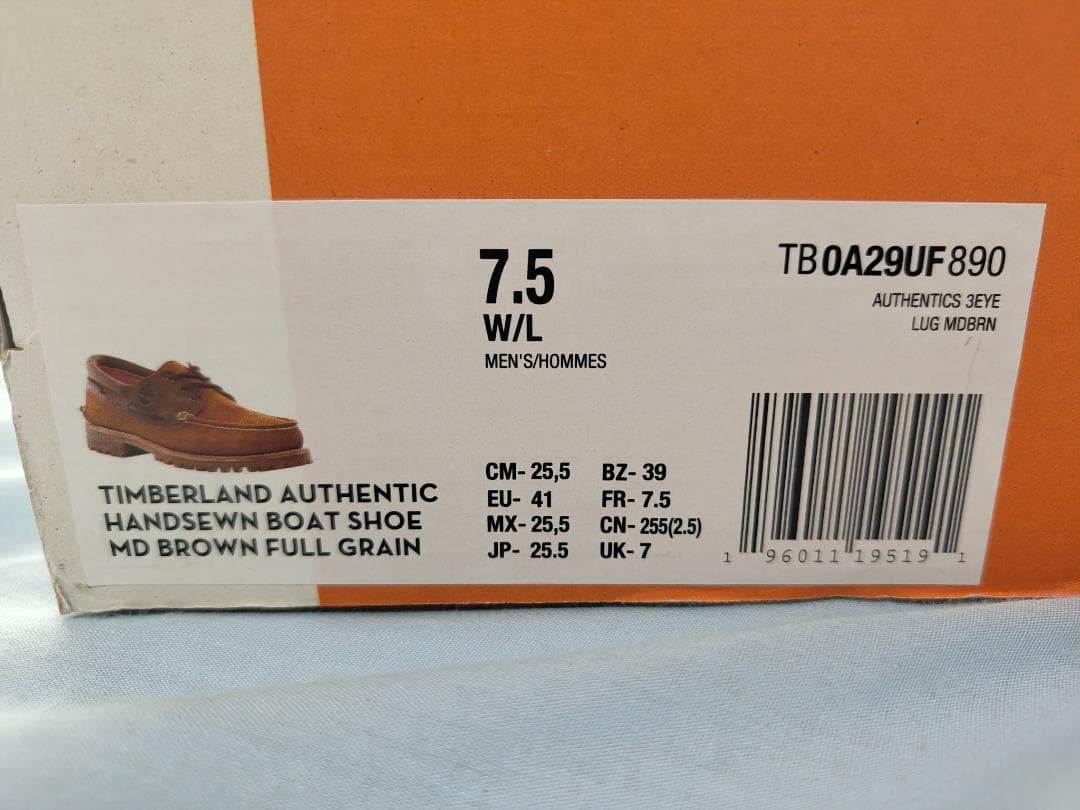 7.5
W/L
MEN'S/HOMMES
TB0A29UF890
AUTHENTICS 3EYE
LUG MDBRN
TIMBERLAND AUTHENTIC
HANDSEWN BOAT SHOE
MD BROWN FULL GRAIN
CM- 25,5 BZ- 39
EU- 41 FR- 7.5
MX- 25,5 CN- 255(2.5)
JP- 25.5 UK- 7
1 96011 19519 1